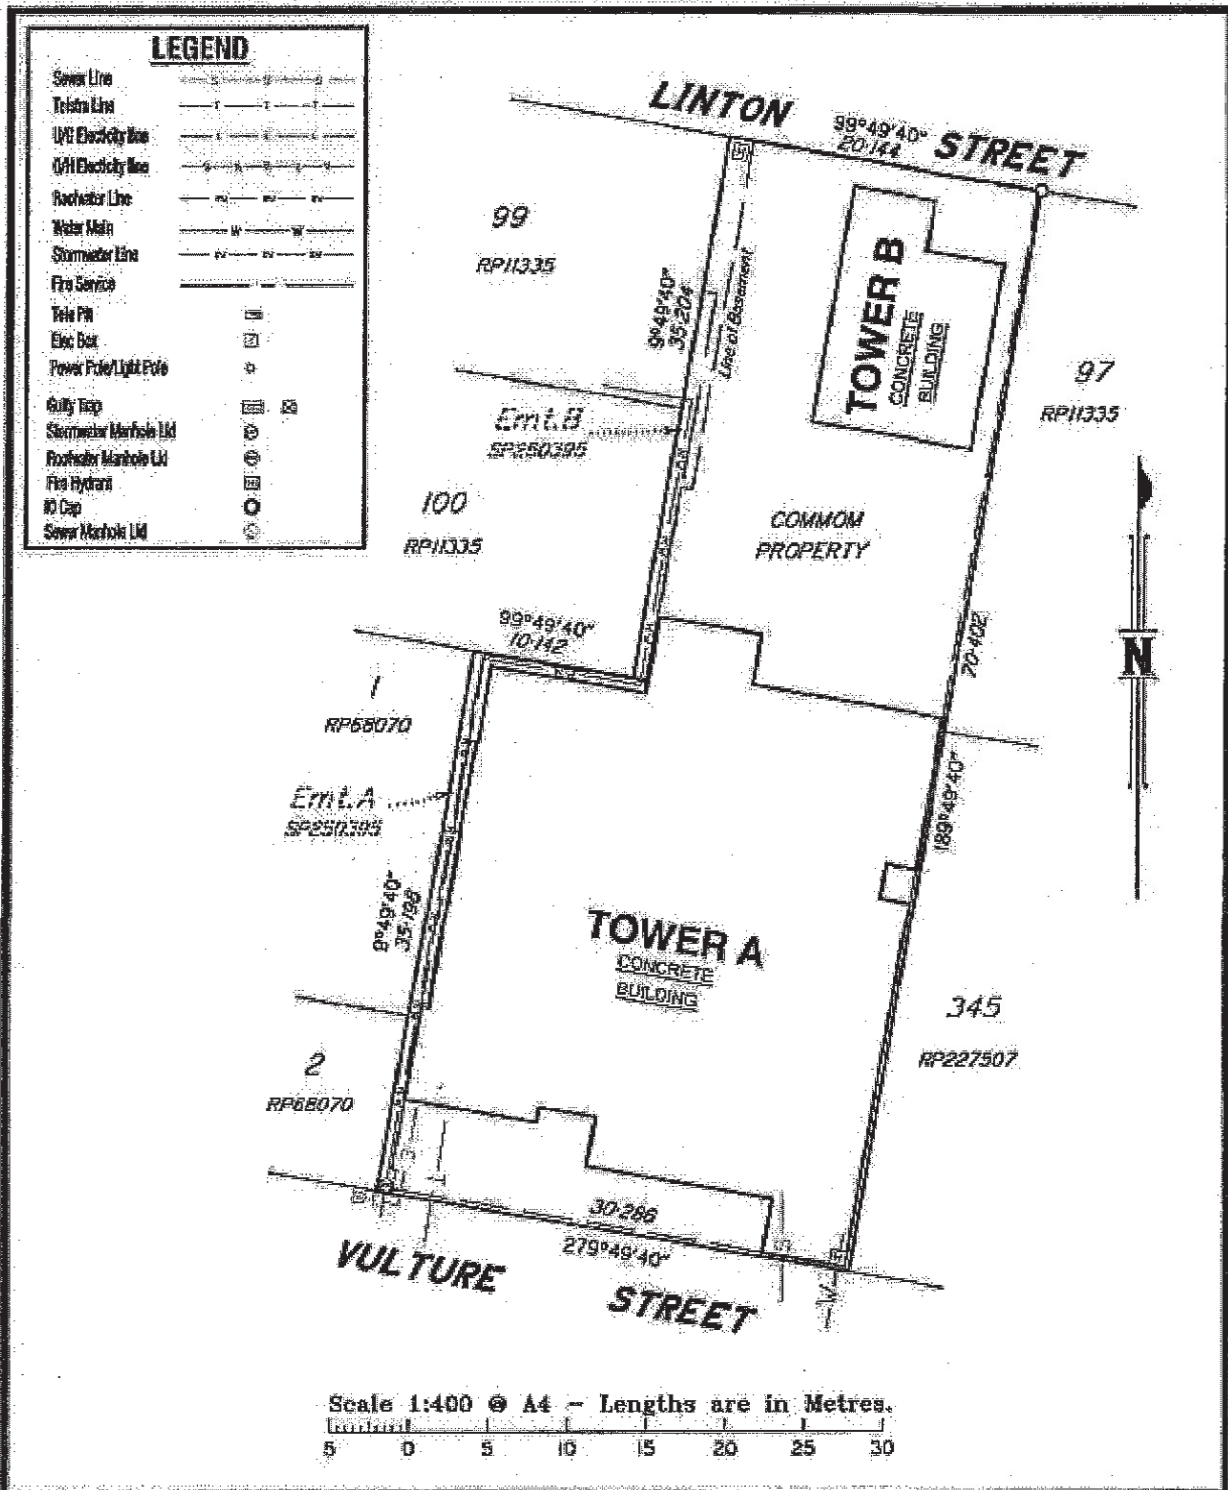 LEGEND
Sewer Line
Telstra Line
U/G Electricity line
O/H Electricity line
Roofwater Line
Water Main
Stormwater Line
Fire Service
Tele Pit
Elec Box
Power Pole/Light Pole
Gully Trap
Stormwater Manhole Lid
Roofwater Manhole Lid
Fire Hydrant
IO Cap
Sewer Manhole Lid
LINTON STREET
99°49'40"
20·144
99
RP11335
9°49'40"
35·204
Line of Basement
TOWER B
CONCRETE
BUILDING
97
RP11335
Emt.B
SP250395
100
RP11335
COMMOM
PROPERTY
99°49'40"
10·142
70·402
N
1
RP68070
Emt.A
SP250395
189°49'40"
9°49'40"
35·198
TOWER A
CONCRETE
BUILDING
345
RP227507
2
RP68070
30·286
279°49'40"
VULTURE STREET
Scale 1:400 @ A4 - Lengths are in Metres.
5 0 5 10 15 20 25 30